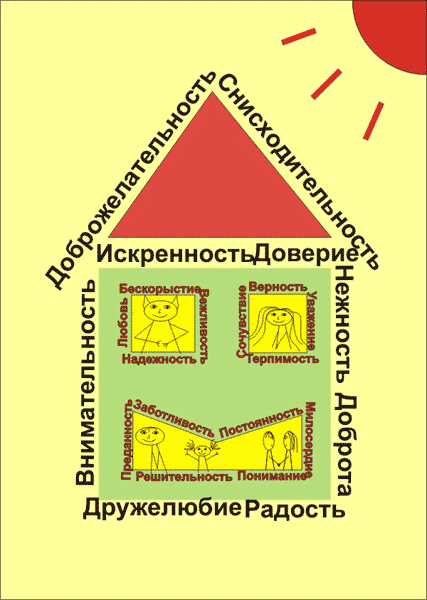 Доброжелательность
Снисходительность
Искренность
Доверие
Внимательность
Нежность
Доброта
Бескорыстие
Любовь
Вежливость
Надежность
Верность
Сочувствие
Уважение
Терпимость
Заботливость
Постоянность
Преданность
Милосердие
Решительность
Понимание
Дружелюбие
Радость